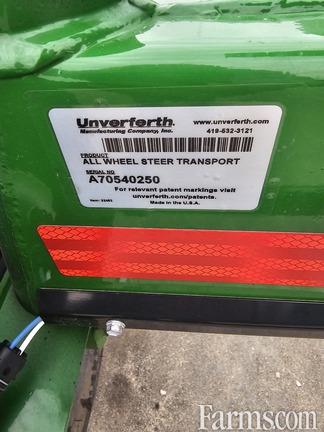 Unverferth
www.unverferth.com
Manufacturing Company, Inc.
419-532-3121
PRODUCT
ALL WHEEL STEER TRANSPORT
SERIAL NO
A70540250
For relevant patent markings visit
unverferth.com/patents.
Made in the U.S.A.
Farms.com